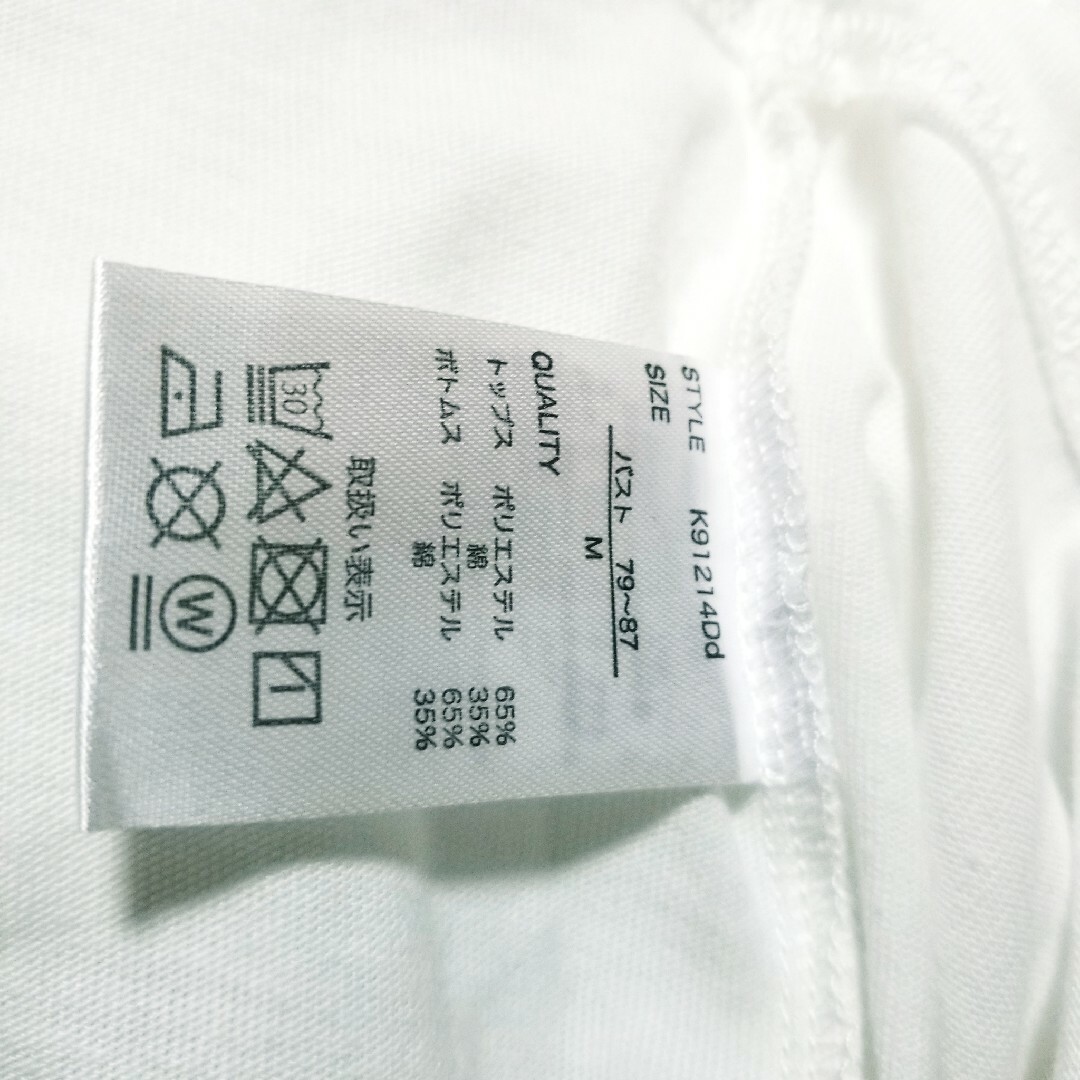 STYLE K91214Dd
SIZE
バスト 79~87
M
QUALITY
トップス ポリエステル 65%
綿 35%
ボトムス ポリエステル 65%
綿 35%
取扱い表示
30
W